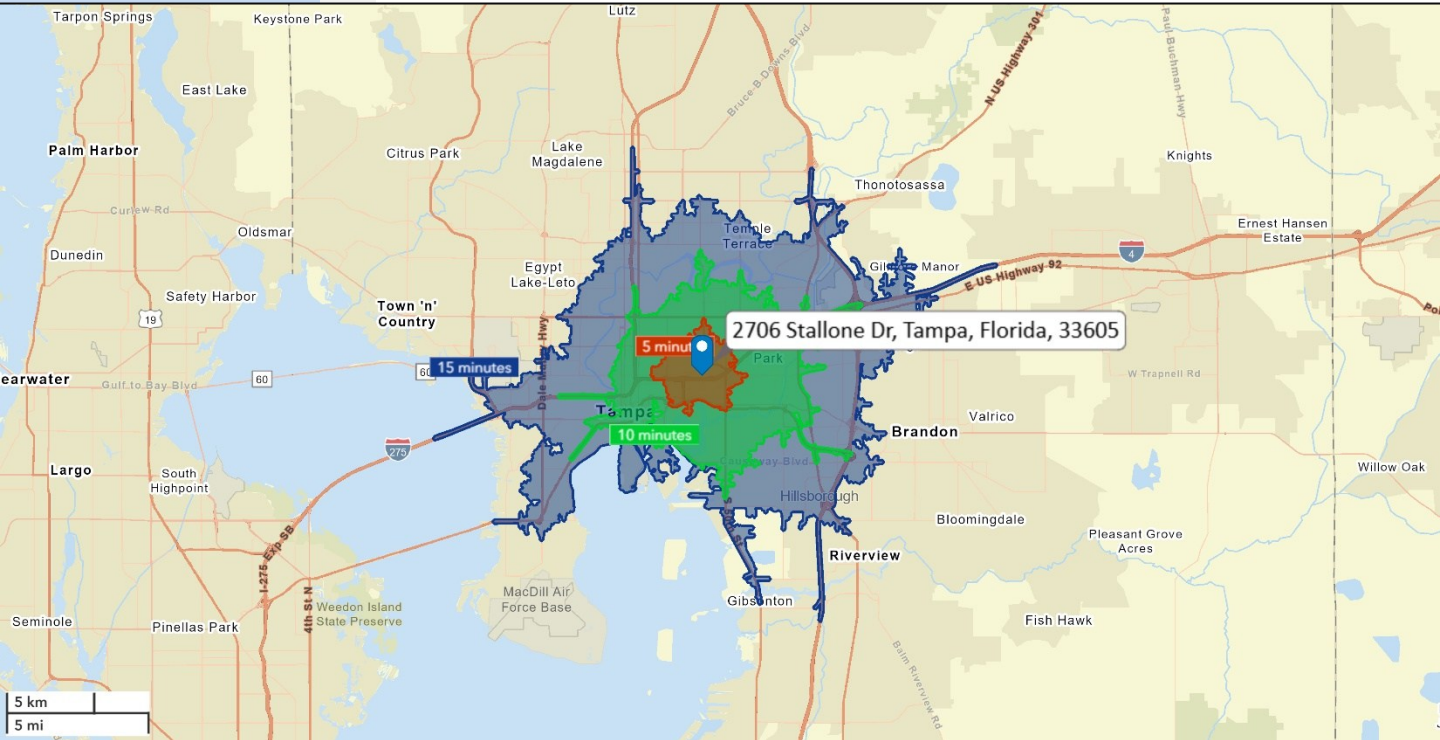 Tarpon Springs
Keystone Park
Lutz
East Lake
Bruce B Downs Blvd
N US Highway 301
Paul Buchman Hwy
Palm Harbor
Citrus Park
Lake
Magdalene
Knights
Thonotosassa
Curlew Rd
Oldsmar
Temple
Terrace
Ernest Hansen
Estate
Dunedin
Egypt
Lake-Leto
4
E US Highway 92
Safety Harbor
Town 'n'
Country
19
2706 Stallone Dr, Tampa, Florida, 33605
Dale Mabry Hwy
Park
15 minutes
60
60
Gulf to Bay Blvd
W Trapnell Rd
Tampa
10 minutes
Valrico
Brandon
275
Causeway Blvd
Largo
South
Highpoint
Willow Oak
Hillsborough
Bloomingdale
Pleasant Grove
Acres
Riverview
I-275 Exp SB
4th St N
MacDill Air
Force Base
Gibsonton
Weedon Island
State Preserve
Seminole
Pinellas Park
Fish Hawk
Balm Riverview Rd
5 km
5 mi